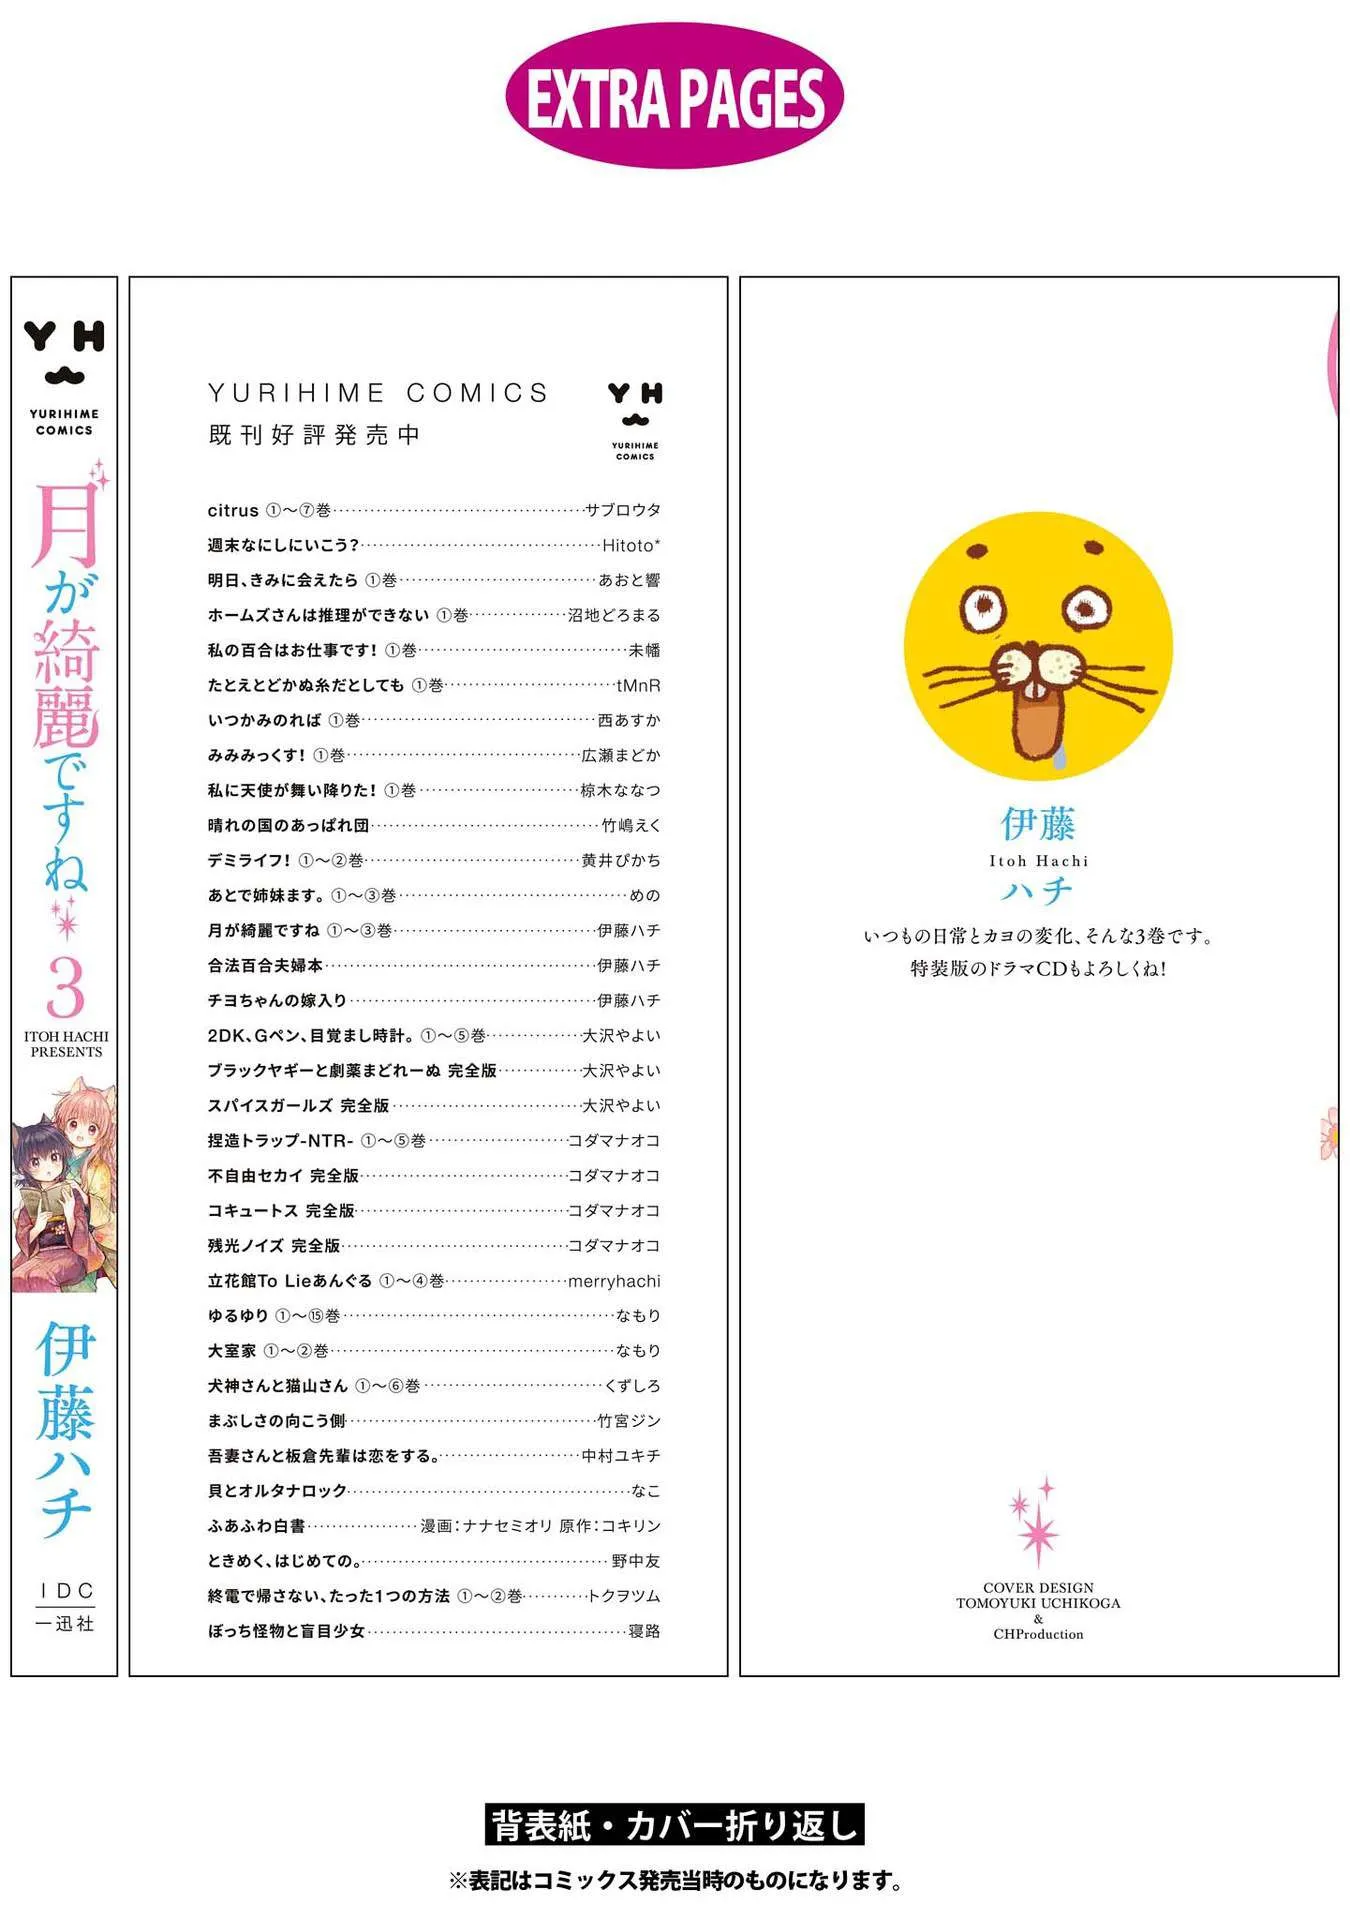 EXTRA PAGES
YH
YURIHIME
COMICS
月が綺麗ですね
3
ITOH HACHI
PRESENTS
伊藤ハチ
IDC
一迅社
YURIHIME COMICS
既刊好評発売中
YH
YURIHIME
COMICS
citrus ①〜⑦巻……サブロウタ
週末なにしにいこう?……Hitoto*
明日、きみに会えたら ①巻……あおと響
ホームズさんは推理ができない ①巻……沼地どろまる
私の百合はお仕事です! ①巻……未幡
たとえとどかぬ糸だとしても ①巻……tMnR
いつかみのれば ①巻……西あすか
みみみっくす! ①巻……広瀬まどか
私に天使が舞い降りた! ①巻……椋木ななつ
晴れの国のあっぱれ団……竹嶋えく
デミライフ! ①〜②巻……黄井ぴかち
あとで姉妹ます。 ①〜③巻……めの
月が綺麗ですね ①〜③巻……伊藤ハチ
合法百合夫婦本……伊藤ハチ
チヨちゃんの嫁入り……伊藤ハチ
2DK、Gペン、目覚まし時計。 ①〜⑤巻……大沢やよい
ブラックヤギーと劇薬まどれーぬ 完全版……大沢やよい
スパイスガールズ 完全版……大沢やよい
捏造トラップ-NTR- ①〜⑤巻……コダマナオコ
不自由セカイ 完全版……コダマナオコ
コキュートス 完全版……コダマナオコ
残光ノイズ 完全版……コダマナオコ
立花館To Lieあんぐる ①〜④巻……merryhachi
ゆるゆり ①〜⑮巻……なもり
大室家 ①〜②巻……なもり
犬神さんと猫山さん ①〜⑥巻……くずしろ
まぶしさの向こう側……竹宮ジン
吾妻さんと板倉先輩は恋をする。……中村ユキチ
貝とオルタナロック……なこ
ふあふわ白書……漫画:ナナセミオリ 原作:コキリン
ときめく、はじめての。……野中友
終電で帰さない、たった1つの方法 ①〜②巻……トクヲツム
ぼっち怪物と盲目少女……寝路
伊藤
Itoh Hachi
ハチ
いつもの日常とカヨの変化、そんな3巻です。
特装版のドラマCDもよろしくね!
COVER DESIGN
TOMOYUKI UCHIKOGA
&
CHProduction
背表紙・カバー折り返し
※表記はコミックス発売当時のものになります。